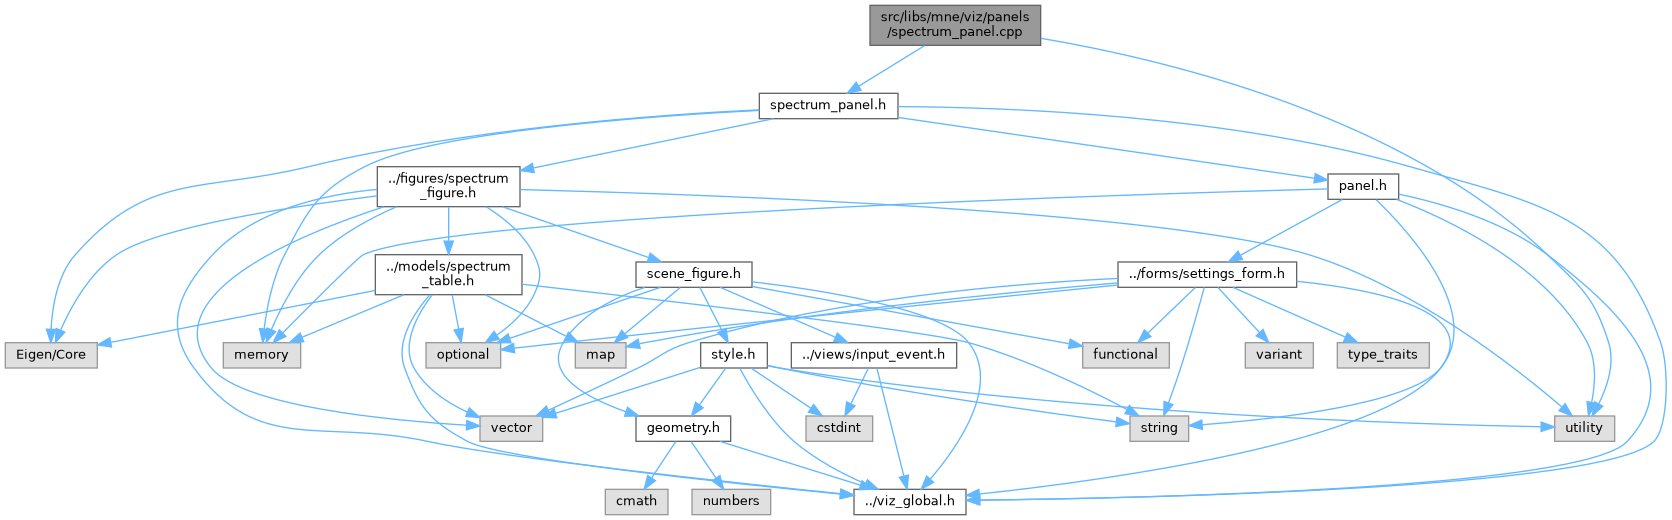 src/libs/mne/viz/panels
/spectrum_panel.cpp
spectrum_panel.h
../figures/spectrum
_figure.h
panel.h
../models/spectrum
_table.h
scene_figure.h
../forms/settings_form.h
Eigen/Core
memory
optional
map
style.h
../views/input_event.h
functional
variant
type_traits
vector
geometry.h
cstdint
string
utility
cmath
numbers
../viz_global.h